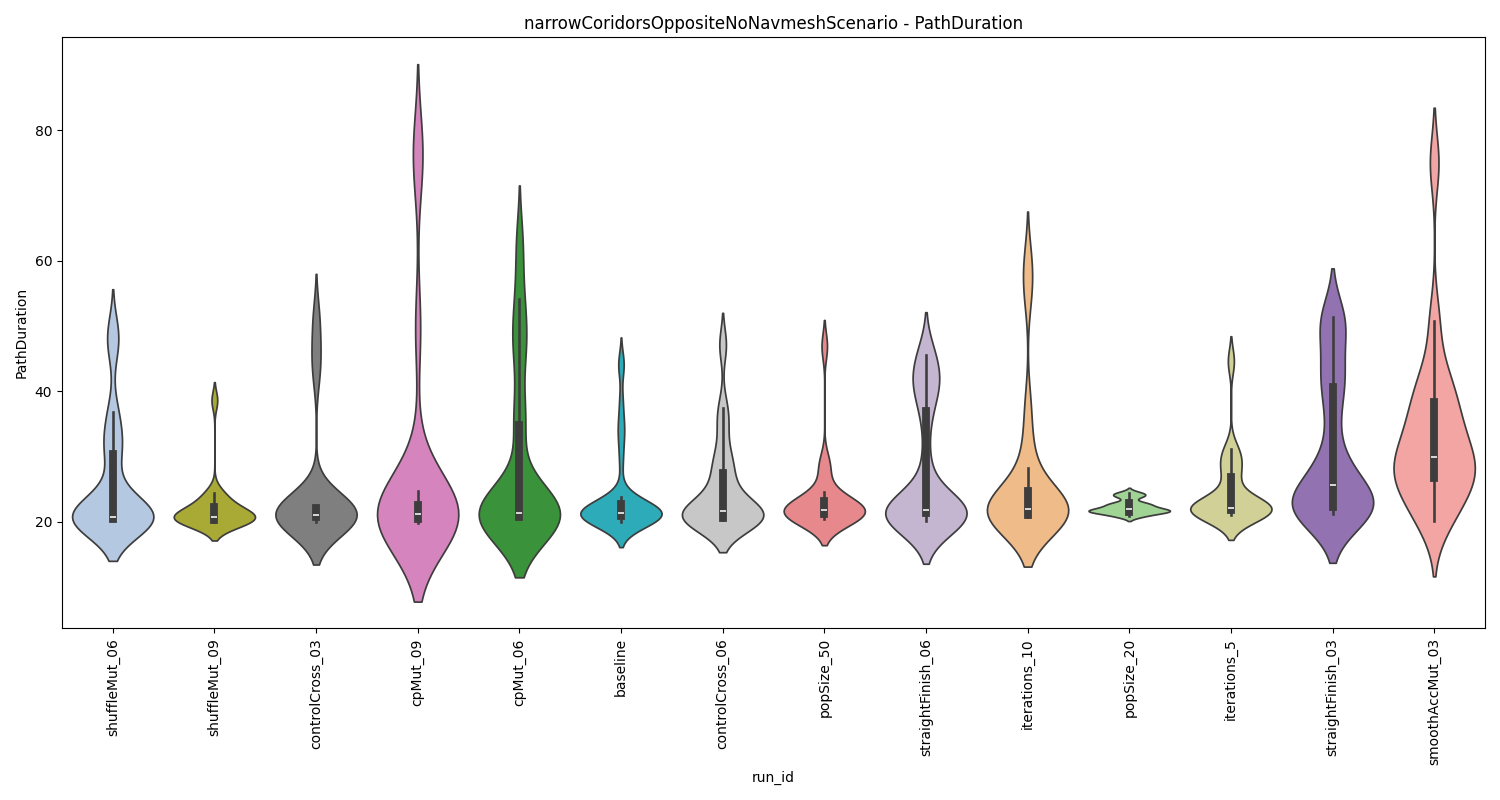 narrowCoridorsOppositeNoNavmeshScenario - PathDuration
PathDuration
80
60
40
20
shuffleMut_06
shuffleMut_09
controlCross_03
cpMut_09
cpMut_06
baseline
controlCross_06
popSize_50
straightFinish_06
iterations_10
popSize_20
iterations_5
straightFinish_03
smoothAccMut_03
run_id